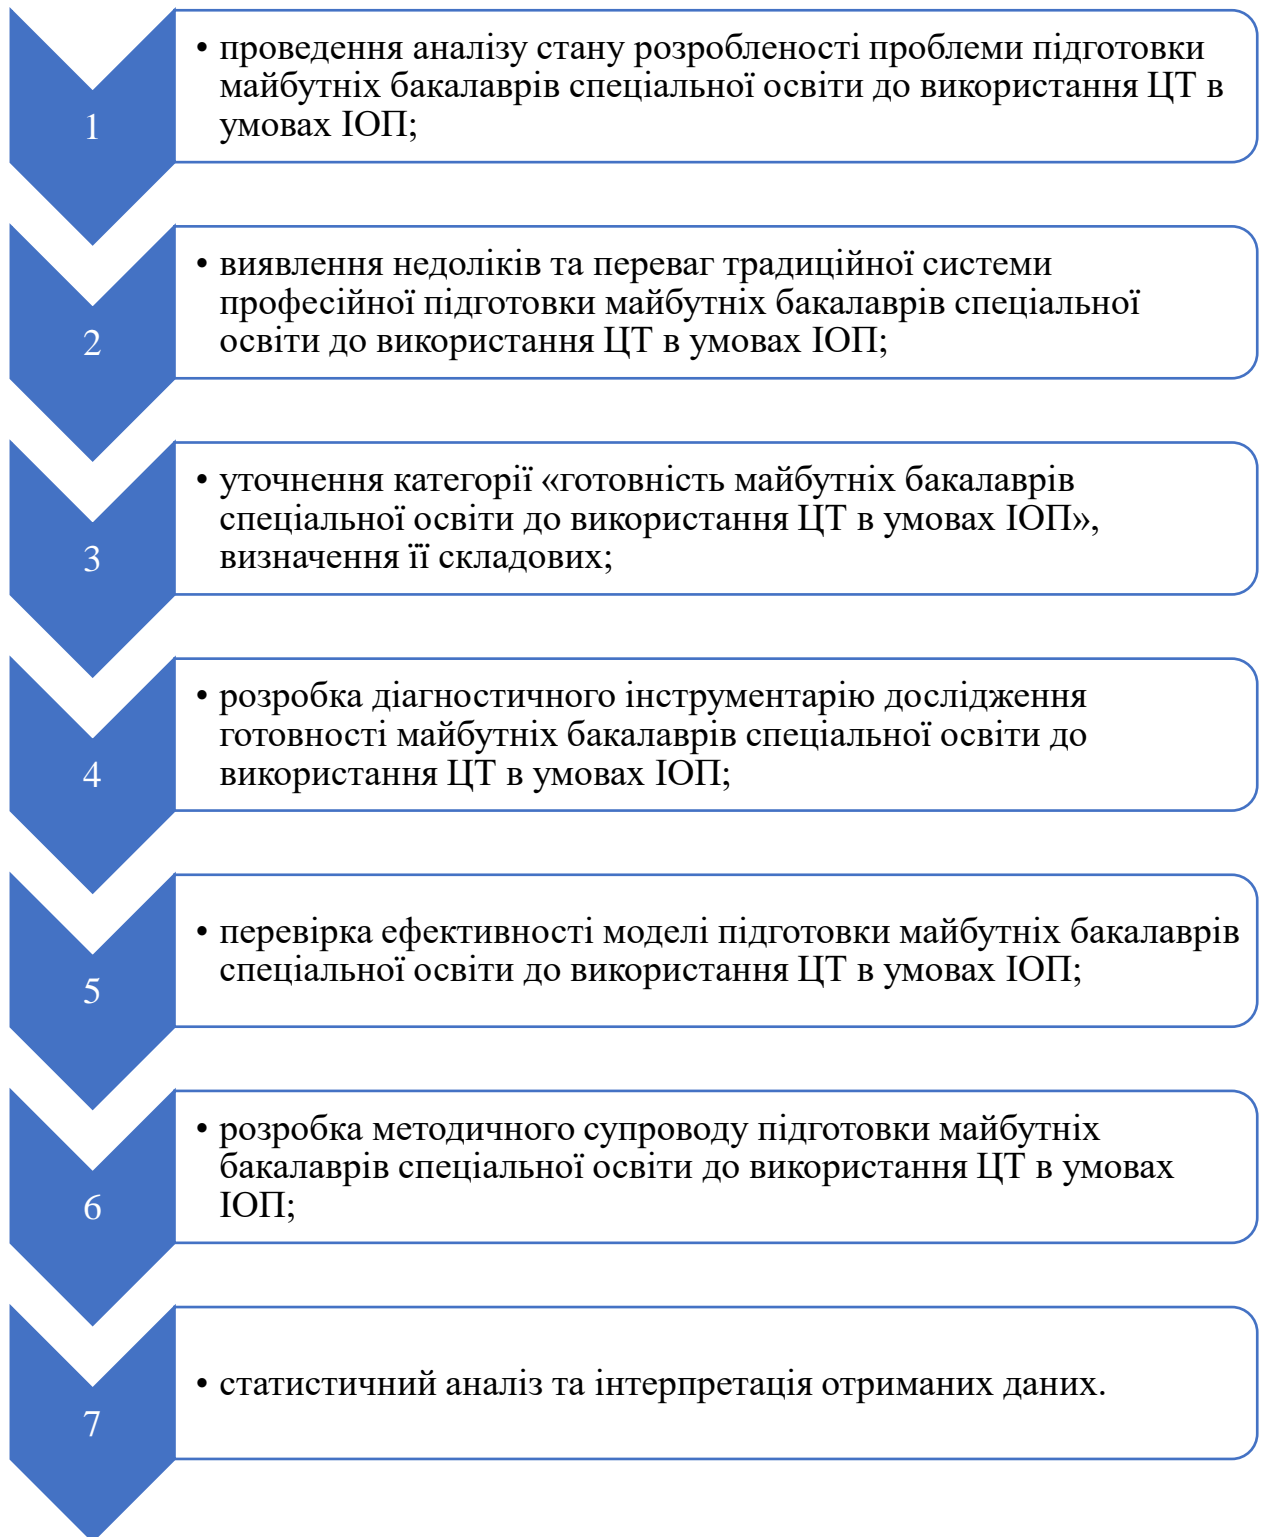 1
• проведення аналізу стану розробленості проблеми підготовки
майбутніх бакалаврів спеціальної освіти до використання ЦТ в
умовах ІОП;
2
• виявлення недоліків та переваг традиційної системи
професійної підготовки майбутніх бакалаврів спеціальної
освіти до використання ЦТ в умовах ІОП;
3
• уточнення категорії «готовність майбутніх бакалаврів
спеціальної освіти до використання ЦТ в умовах ІОП»,
визначення її складових;
4
• розробка діагностичного інструментарію дослідження
готовності майбутніх бакалаврів спеціальної освіти до
використання ЦТ в умовах ІОП;
5
• перевірка ефективності моделі підготовки майбутніх бакалаврів
спеціальної освіти до використання ЦТ в умовах ІОП;
6
• розробка методичного супроводу підготовки майбутніх
бакалаврів спеціальної освіти до використання ЦТ в умовах
ІОП;
7
• статистичний аналіз та інтерпретація отриманих даних.